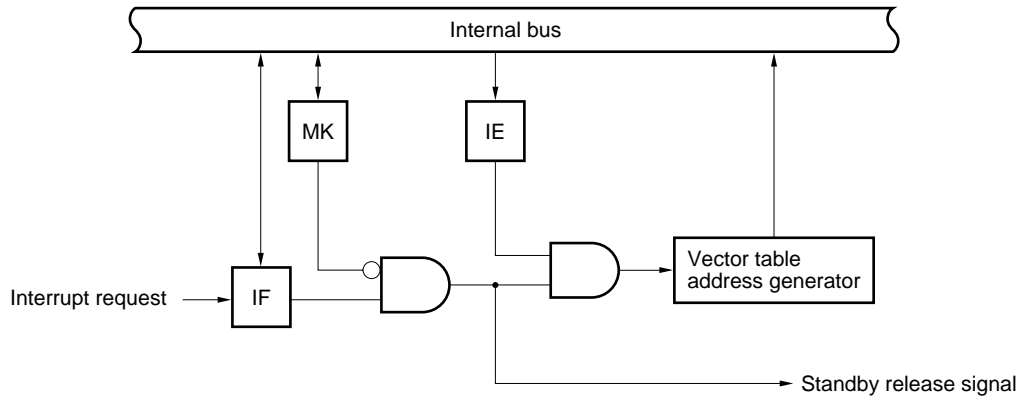 Internal bus
MK
IE
Vector table
address generator
Interrupt request
IF
Standby release signal